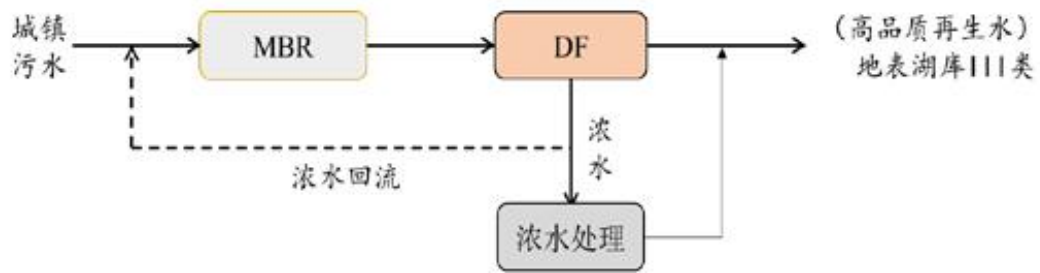 城镇
污水
MBR
DF
（高品质再生水）
地表湖库III类
浓
水
浓水回流
浓水处理